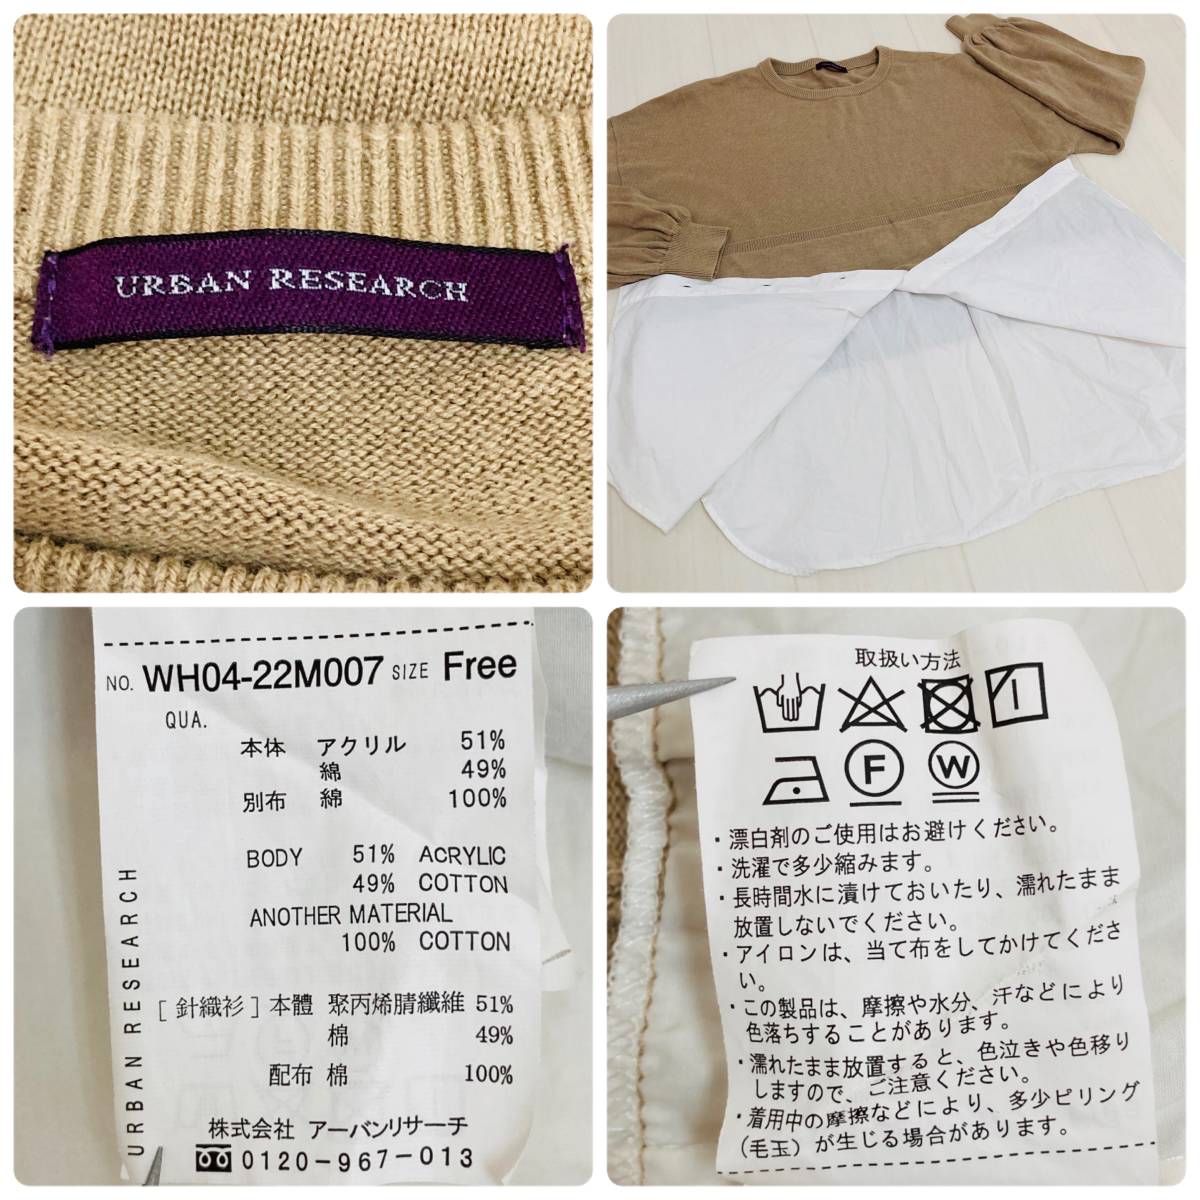 URBAN RESEARCH
NO. WH04-22M007 SIZE Free
QUA.
本体 アクリル 51%
綿 49%
別布 綿 100%
BODY 51% ACRYLIC
49% COTTON
ANOTHER MATERIAL
100% COTTON
[針織衫]本體 聚丙烯腈纖維 51%
棉 49%
配布 棉 100%
株式会社 アーバンリサーチ
0120-967-013
URBAN RESEARCH
取扱い方法
F
W
・漂白剤のご使用はお避けください。
・洗濯で多少縮みます。
・長時間水に漬けておいたり、濡れたまま
放置しないでください。
・アイロンは、当て布をしてかけてくださ
い。
・この製品は、摩擦や水分、汗などにより
色落ちすることがあります。
・濡れたまま放置すると、色泣きや色移り
しますので、ご注意ください。
・着用中の摩擦などにより、多少ピリング
(毛玉)が生じる場合があります。